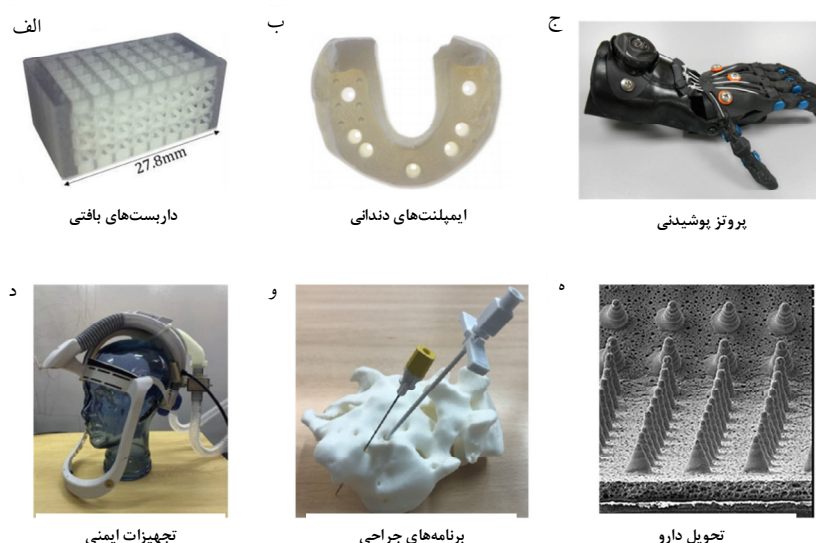 الف
ب
ج
27.8mm
داربست‌های بافتی
ایمپلنت‌های دندانی
پروتز پوشیدنی
د
و
ه
تجهیزات ایمنی
برنامه‌های جراحی
تحویل دارو